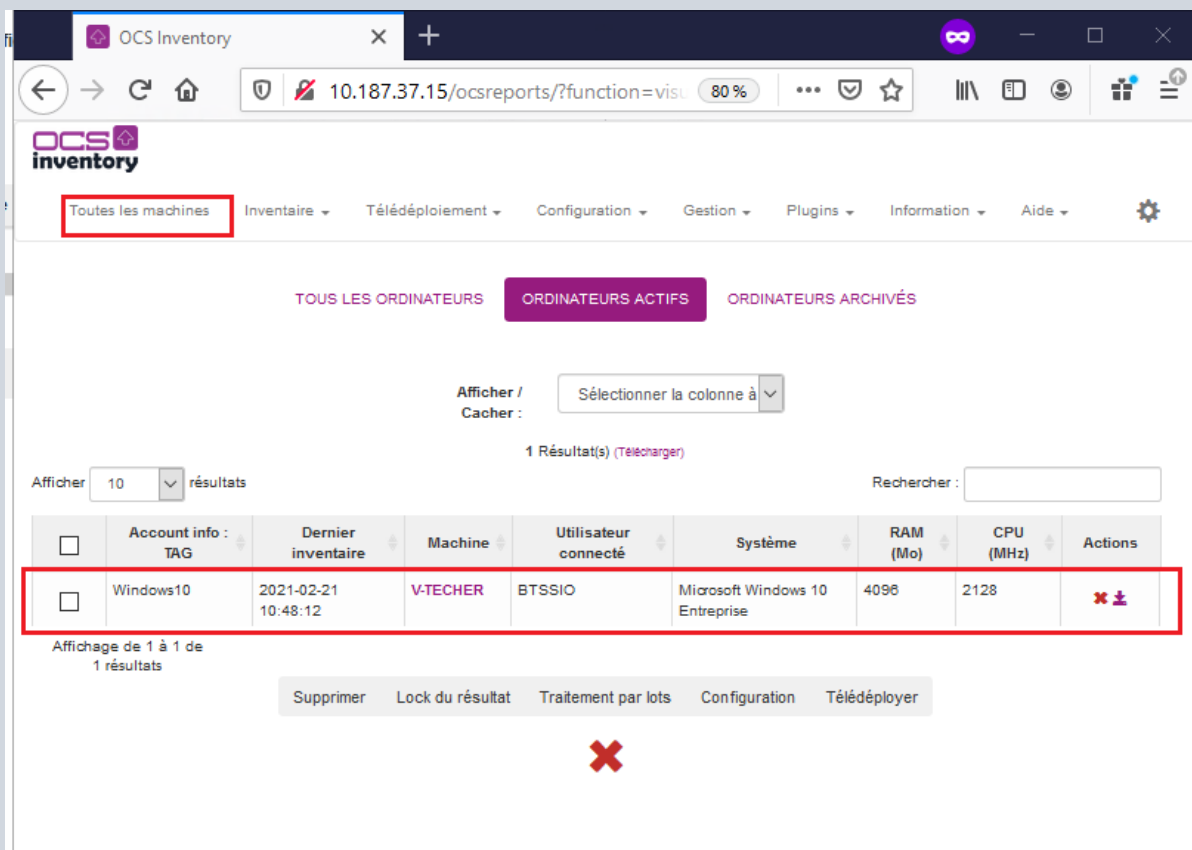 OCS Inventory
10.187.37.15/ocsreports/?function=visu 80 %
OCS
inventory
Toutes les machines Inventaire Télédéploiement Configuration Gestion Plugins Information Aide
TOUS LES ORDINATEURS ORDINATEURS ACTIFS ORDINATEURS ARCHIVÉS
Afficher /
Cacher :
Sélectionner la colonne à
1 Résultat(s) (Télécharger)
Afficher 10 résultats Rechercher :
Account info : TAG Dernier inventaire Machine Utilisateur connecté Système RAM (Mo) CPU (MHz) Actions
Windows10 2021-02-21 10:48:12 V-TECHER BTSSIO Microsoft Windows 10 Entreprise 4096 2128
Affichage de 1 à 1 de
1 résultats
Supprimer Lock du résultat Traitement par lots Configuration Télédéployer